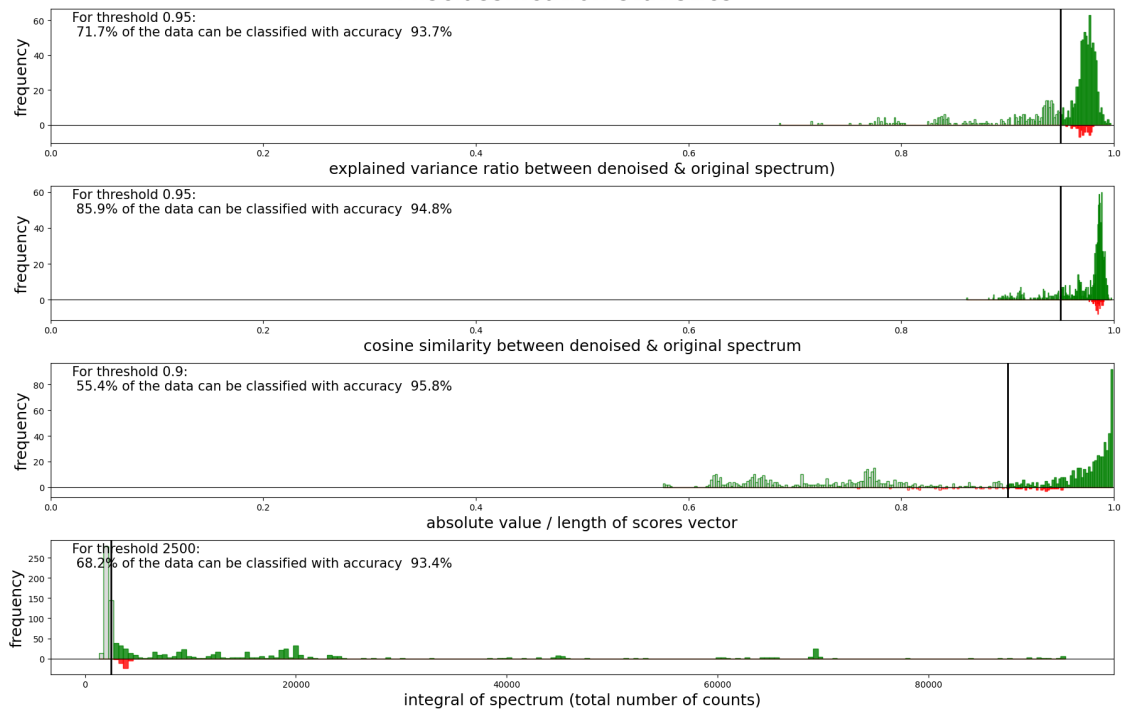 For threshold 0.95:
71.7% of the data can be classified with accuracy 93.7%
frequency
60
40
20
0
0.0 0.2 0.4 0.6 0.8 1.0
explained variance ratio between denoised & original spectrum)
For threshold 0.95:
85.9% of the data can be classified with accuracy 94.8%
frequency
60
40
20
0
0.0 0.2 0.4 0.6 0.8 1.0
cosine similarity between denoised & original spectrum
For threshold 0.9:
55.4% of the data can be classified with accuracy 95.8%
frequency
80
60
40
20
0
0.0 0.2 0.4 0.6 0.8 1.0
absolute value / length of scores vector
For threshold 2500:
68.2% of the data can be classified with accuracy 93.4%
frequency
250
200
150
100
50
0
0 20000 40000 60000 80000
integral of spectrum (total number of counts)